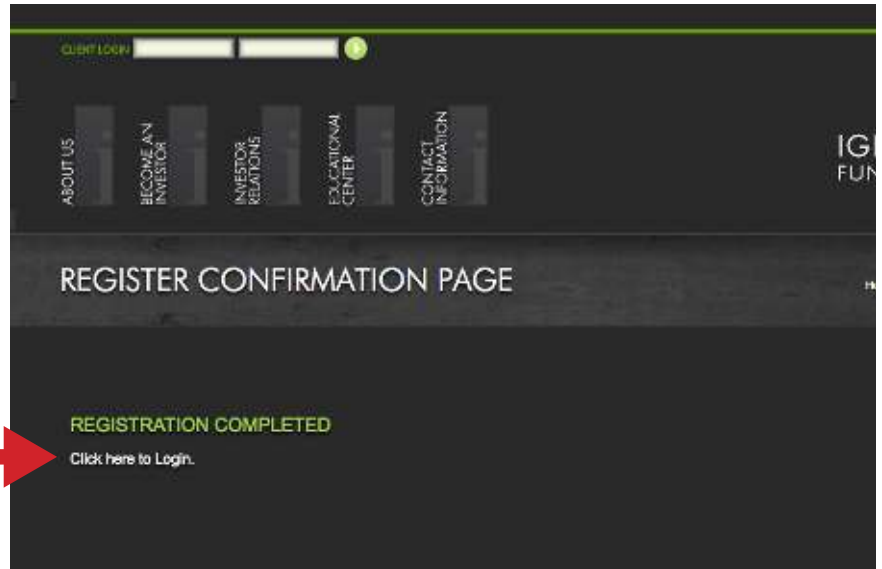 CLIENT LOGIN
ABOUT US
BECOME AN
INVESTOR
INVESTOR
RELATIONS
EDUCATIONAL
CENTER
CONTACT
INFORMATION
REGISTER CONFIRMATION PAGE
REGISTRATION COMPLETED
Click here to Login.